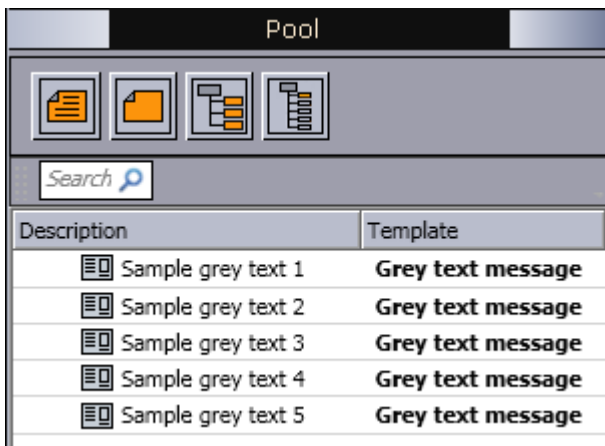 Pool
Search
Description Template
Sample grey text 1 Grey text message
Sample grey text 2 Grey text message
Sample grey text 3 Grey text message
Sample grey text 4 Grey text message
Sample grey text 5 Grey text message